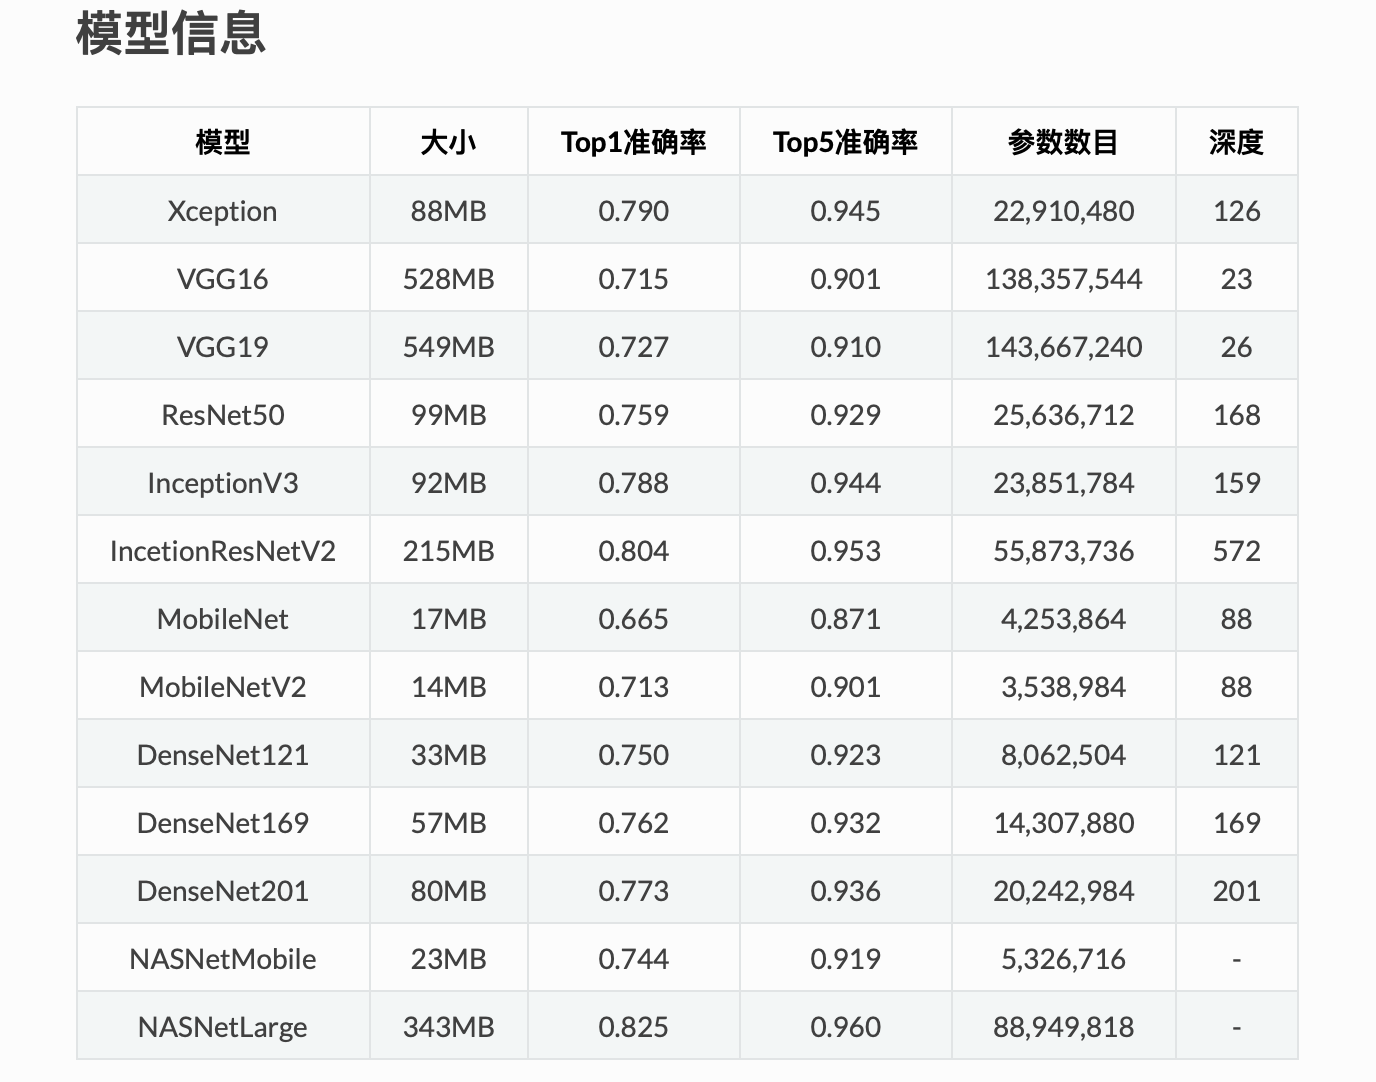 模型信息
模型 大小 Top1准确率 Top5准确率 参数数目 深度
Xception 88MB 0.790 0.945 22,910,480 126
VGG16 528MB 0.715 0.901 138,357,544 23
VGG19 549MB 0.727 0.910 143,667,240 26
ResNet50 99MB 0.759 0.929 25,636,712 168
InceptionV3 92MB 0.788 0.944 23,851,784 159
IncetionResNetV2 215MB 0.804 0.953 55,873,736 572
MobileNet 17MB 0.665 0.871 4,253,864 88
MobileNetV2 14MB 0.713 0.901 3,538,984 88
DenseNet121 33MB 0.750 0.923 8,062,504 121
DenseNet169 57MB 0.762 0.932 14,307,880 169
DenseNet201 80MB 0.773 0.936 20,242,984 201
NASNetMobile 23MB 0.744 0.919 5,326,716 -
NASNetLarge 343MB 0.825 0.960 88,949,818 -